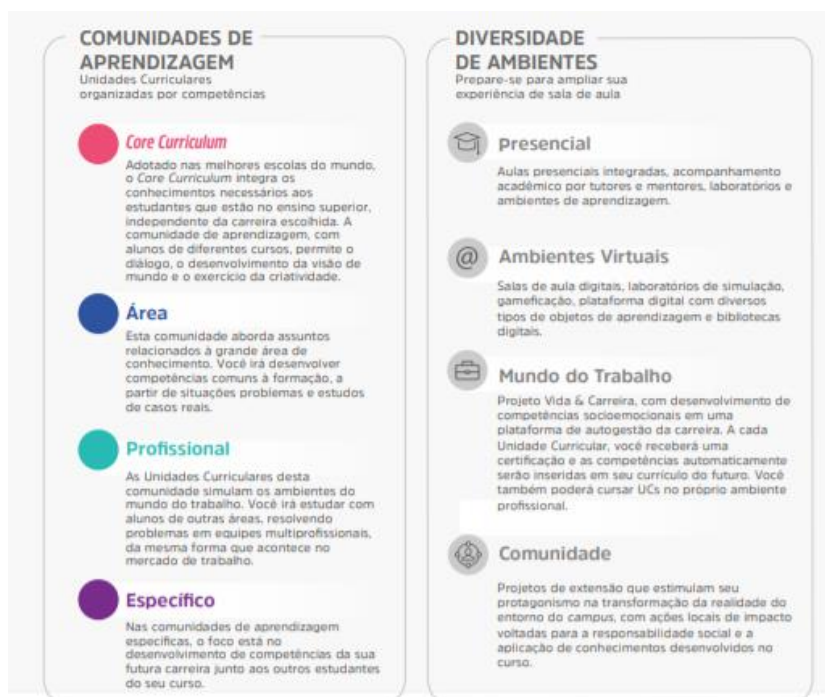 COMUNIDADES DE
APRENDIZAGEM
Unidades Curriculares
organizadas por competências
Core Curriculum
Adotado nas melhores escolas do mundo,
o Core Curriculum integra os
conhecimentos necessários aos
estudantes que estão no ensino superior,
independente da carreira escolhida. A
comunidade de aprendizagem, com
alunos de diferentes cursos, permite o
diálogo, o desenvolvimento da visão de
mundo e o exercício da criatividade.
Área
Esta comunidade aborda assuntos
relacionados à grande área de
conhecimento. Você irá desenvolver
competências comuns à formação, a
partir de situações problemas e estudos
de casos reais.
Profissional
As Unidades Curriculares desta
comunidade simulam os ambientes do
mundo do trabalho. Você irá estudar com
alunos de outras áreas, resolvendo
problemas em equipes multiprofissionais,
da mesma forma que acontece no
mercado de trabalho.
Específico
Nas comunidades de aprendizagem
específicas, o foco está no
desenvolvimento de competências da sua
futura carreira junto aos outros estudantes
do seu curso.
DIVERSIDADE
DE AMBIENTES
Prepare-se para ampliar sua
experiência de sala de aula
Presencial
Aulas presenciais integradas, acompanhamento
acadêmico por tutores e mentores, laboratórios e
ambientes de aprendizagem.
@ Ambientes Virtuais
Salas de aula digitais, laboratórios de simulação,
gameficação, plataforma digital com diversos
tipos de objetos de aprendizagem e bibliotecas
digitais.
Mundo do Trabalho
Projeto Vida & Carreira, com desenvolvimento de
competências socioemocionais em uma
plataforma de autogestão da carreira. A cada
Unidade Curricular, você receberá uma
certificação e as competências automaticamente
serão inseridas em seu currículo do futuro. Você
também poderá cursar UCs no próprio ambiente
profissional.
Comunidade
Projetos de extensão que estimulam seu
protagonismo na transformação da realidade do
entorno do campus, com ações locais de impacto
voltadas para a responsabilidade social e a
aplicação de conhecimentos desenvolvidos no
curso.